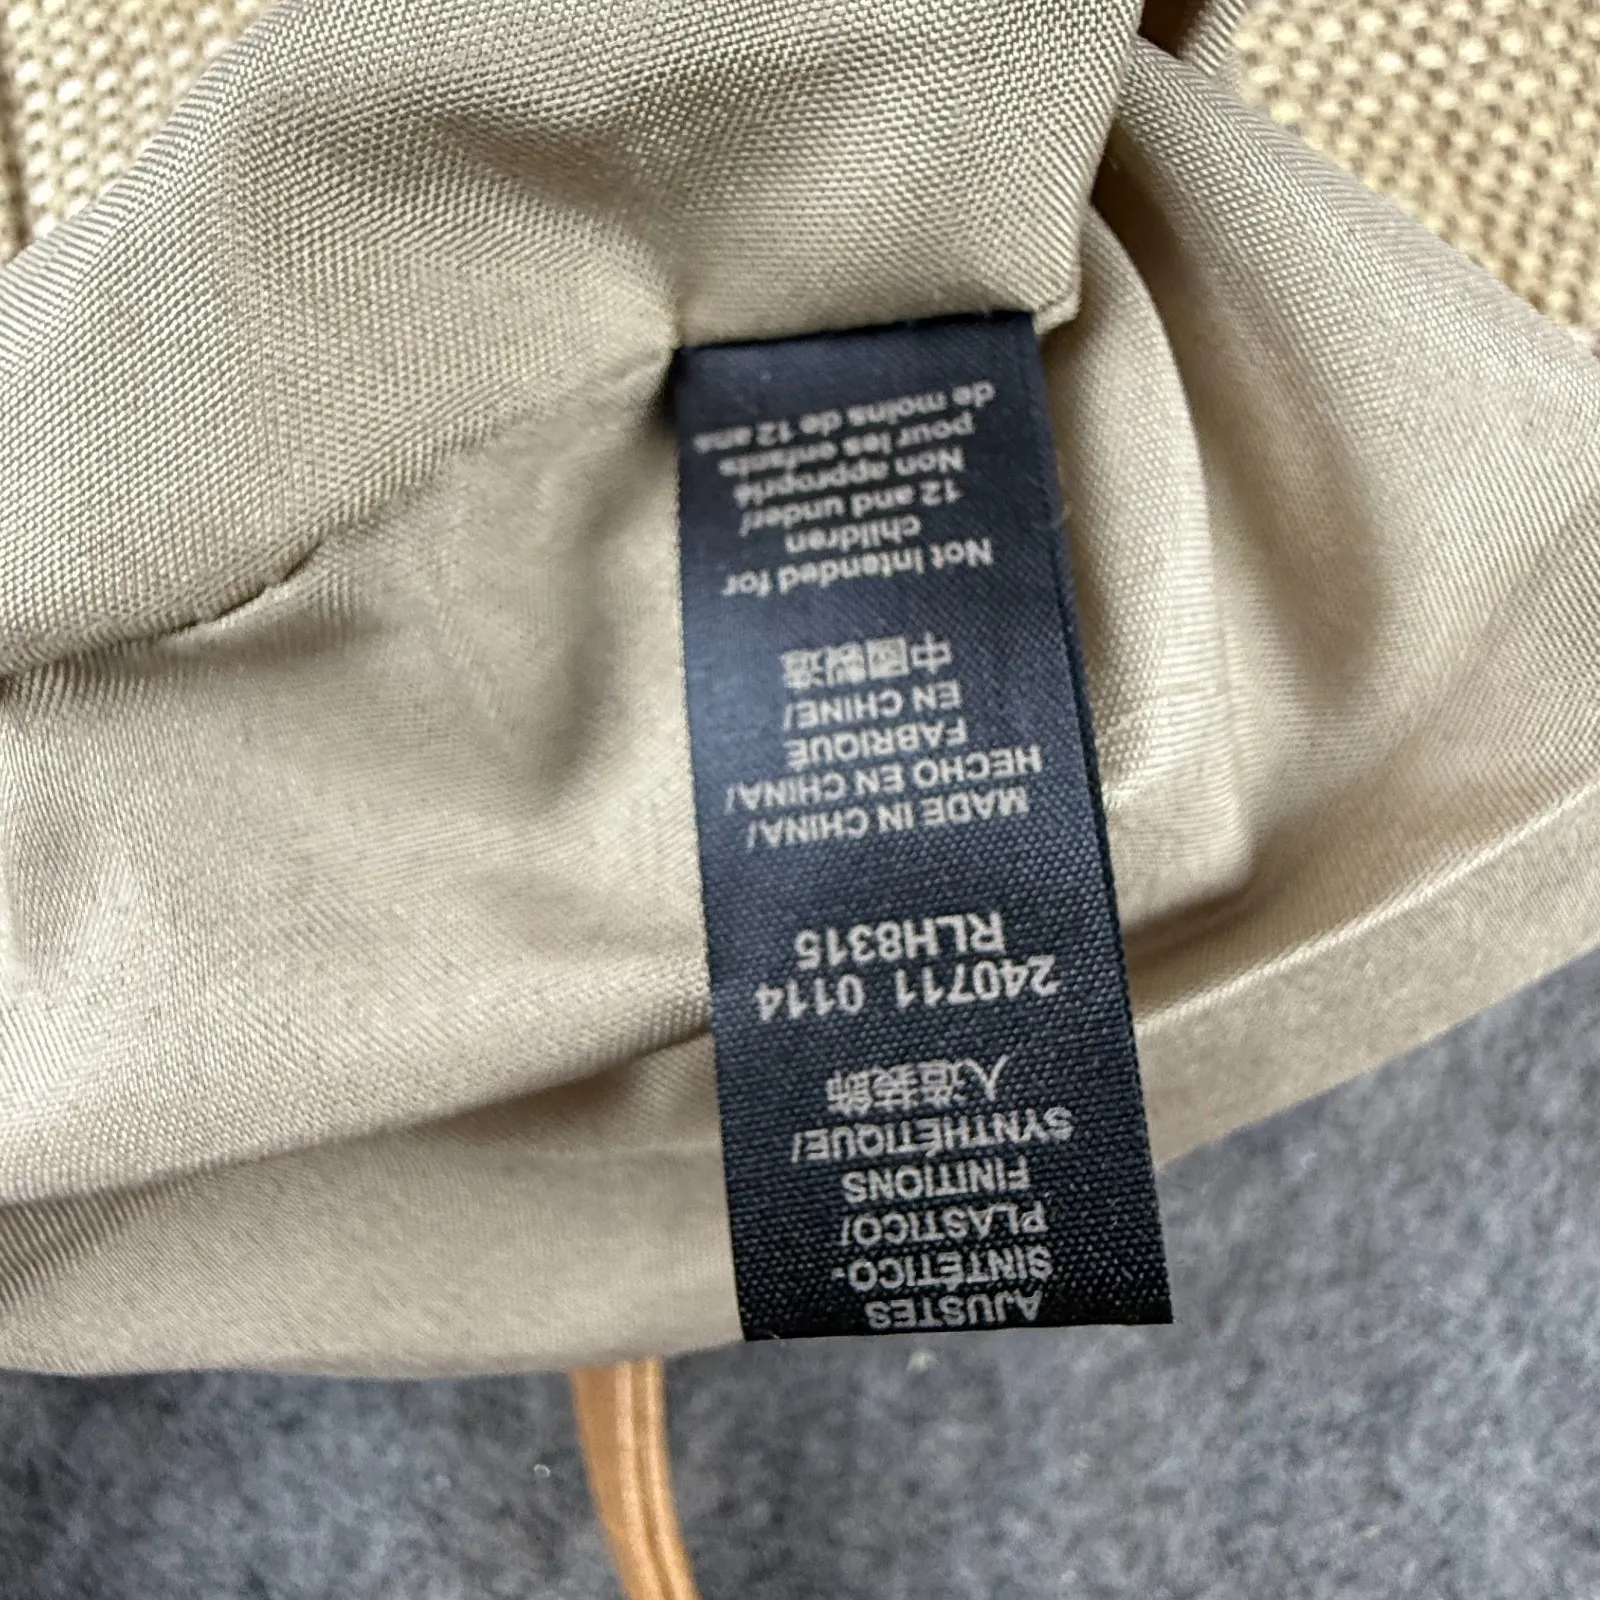 AJUSTES
SINTÉTICO-
PLASTICO/
FINITIONS
SYNTHÉTIQUE/
人造裝飾
240711 0114
RLH8315
MADE IN CHINA/
HECHO EN CHINA/
FABRIQUÉ
EN CHINE/
中國製造
Not intended for
children
12 and under/
Non approprié
pour les enfants
de moins de 12 ans